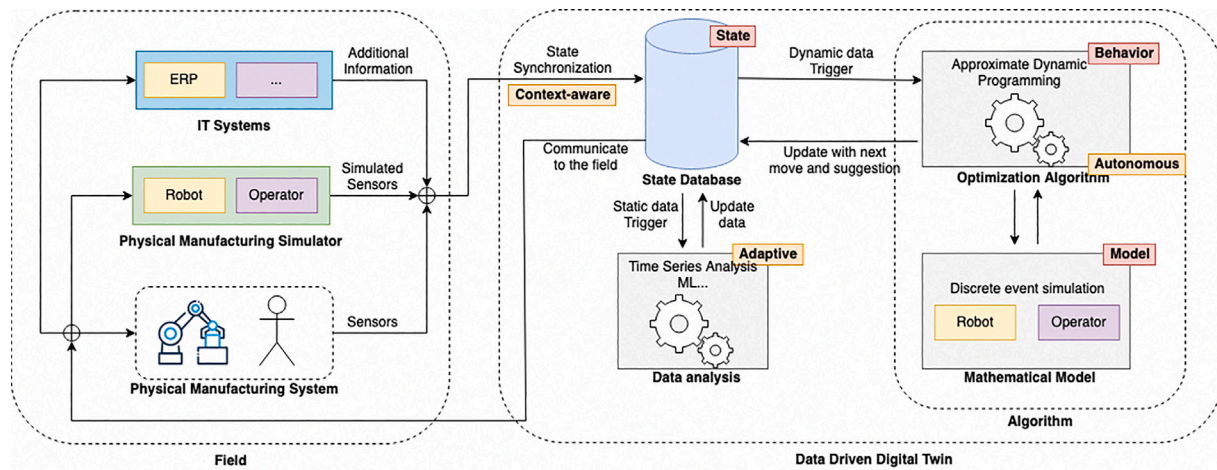 ERP
...
IT Systems
Additional
Information
Robot
Operator
Physical Manufacturing Simulator
Simulated
Sensors
Physical Manufacturing System
Sensors
Field
State
Synchronization
Context-aware
State
State Database
Communicate
to the field
Dynamic data
Trigger
Update with next
move and suggestion
Static data
Trigger
Update
data
Adaptive
Time Series Analysis
ML...
Data analysis
Behavior
Approximate Dynamic
Programming
Autonomous
Optimization Algorithm
Model
Discrete event simulation
Robot
Operator
Mathematical Model
Algorithm
Data Driven Digital Twin